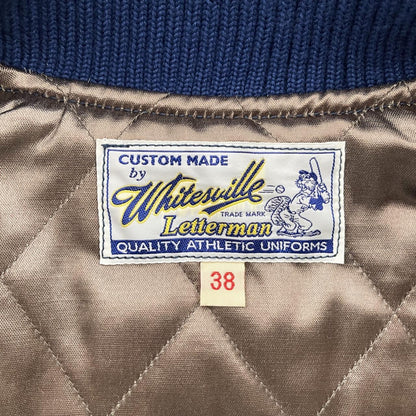 CUSTOM MADE
by
Whitesville
TRADE MARK
Letterman
QUALITY ATHLETIC UNIFORMS
38